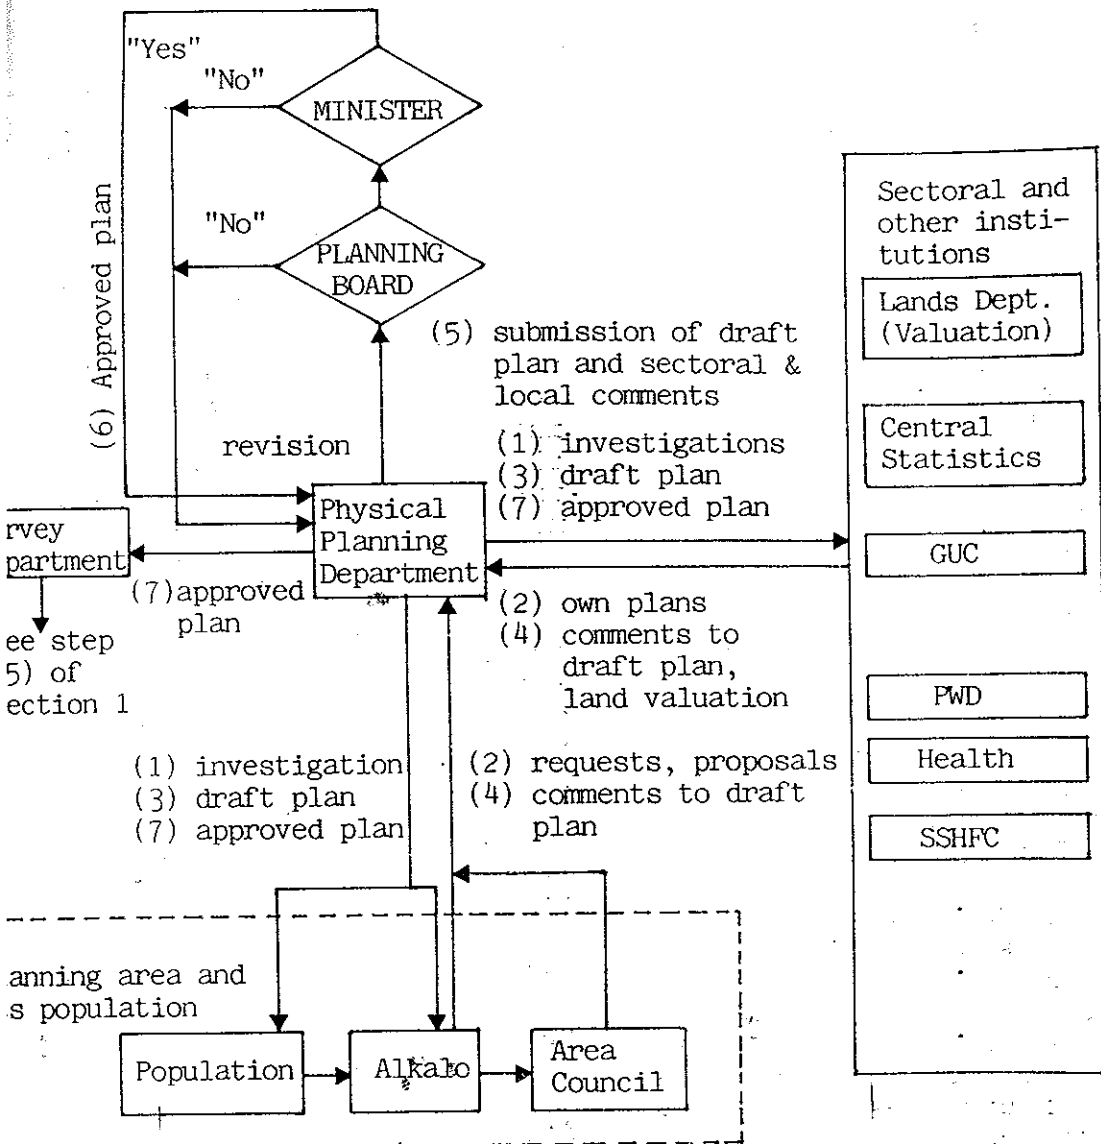 "Yes"
"No"
MINISTER
"No"
PLANNING
BOARD
(6) Approved plan
revision
(5) submission of draft
plan and sectoral &
local comments
(1) investigations
(3) draft plan
(7) approved plan
Sectoral and
other insti-
tutions
Lands Dept.
(Valuation)
Central
Statistics
GUC
PWD
Health
SSHFC
.
.
.
Physical
Planning
Department
rvey
partment
(7)approved
plan
ee step
5) of
ection 1
(2) own plans
(4) comments to
draft plan,
land valuation
(1) investigation
(3) draft plan
(7) approved plan
(2) requests, proposals
(4) comments to draft
plan
anning area and
s population
Population
Alkalo
Area
Council